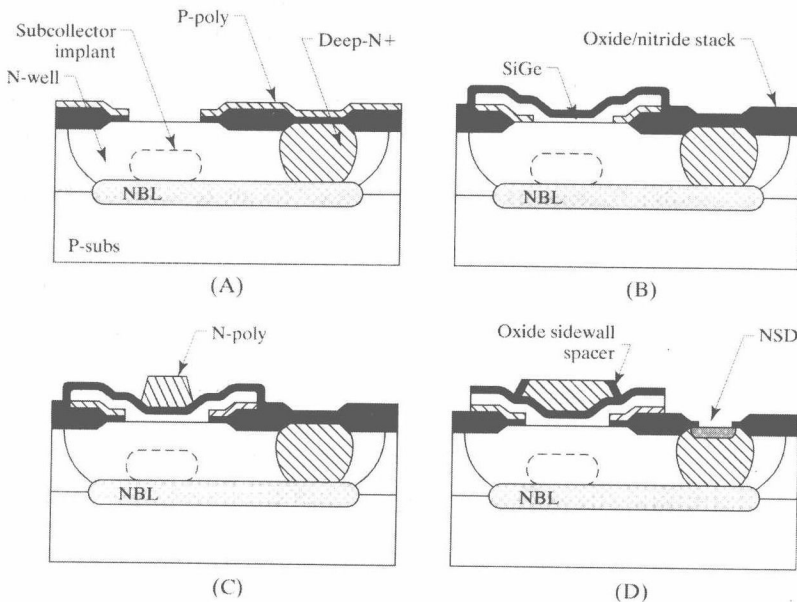 Subcollector
implant
P-poly
Deep-N+
N-well
NBL
P-subs
(A)
Oxide/nitride stack
SiGe
NBL
(B)
N-poly
NBL
(C)
Oxide sidewall
spacer
NSD
NBL
(D)